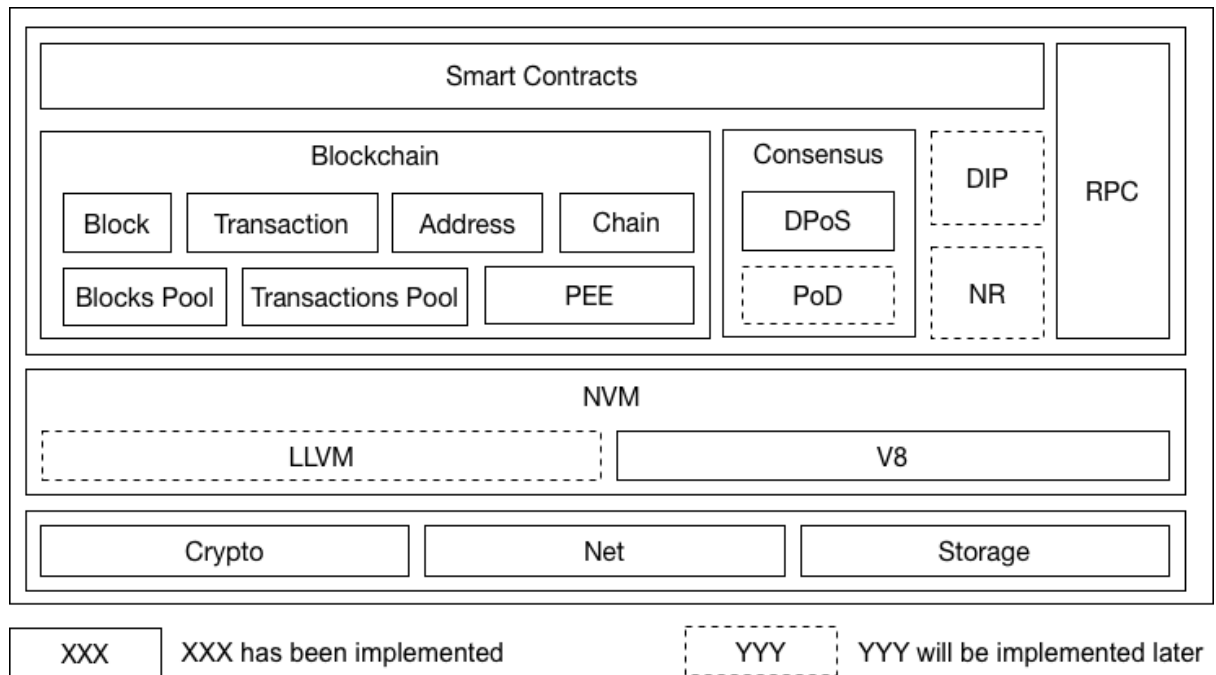 Smart Contracts
RPC
Blockchain
Block
Transaction
Address
Chain
Blocks Pool
Transactions Pool
PEE
Consensus
DPoS
PoD
DIP
NR
NVM
LLVM
V8
Crypto
Net
Storage
XXX
XXX has been implemented
YYY
YYY will be implemented later